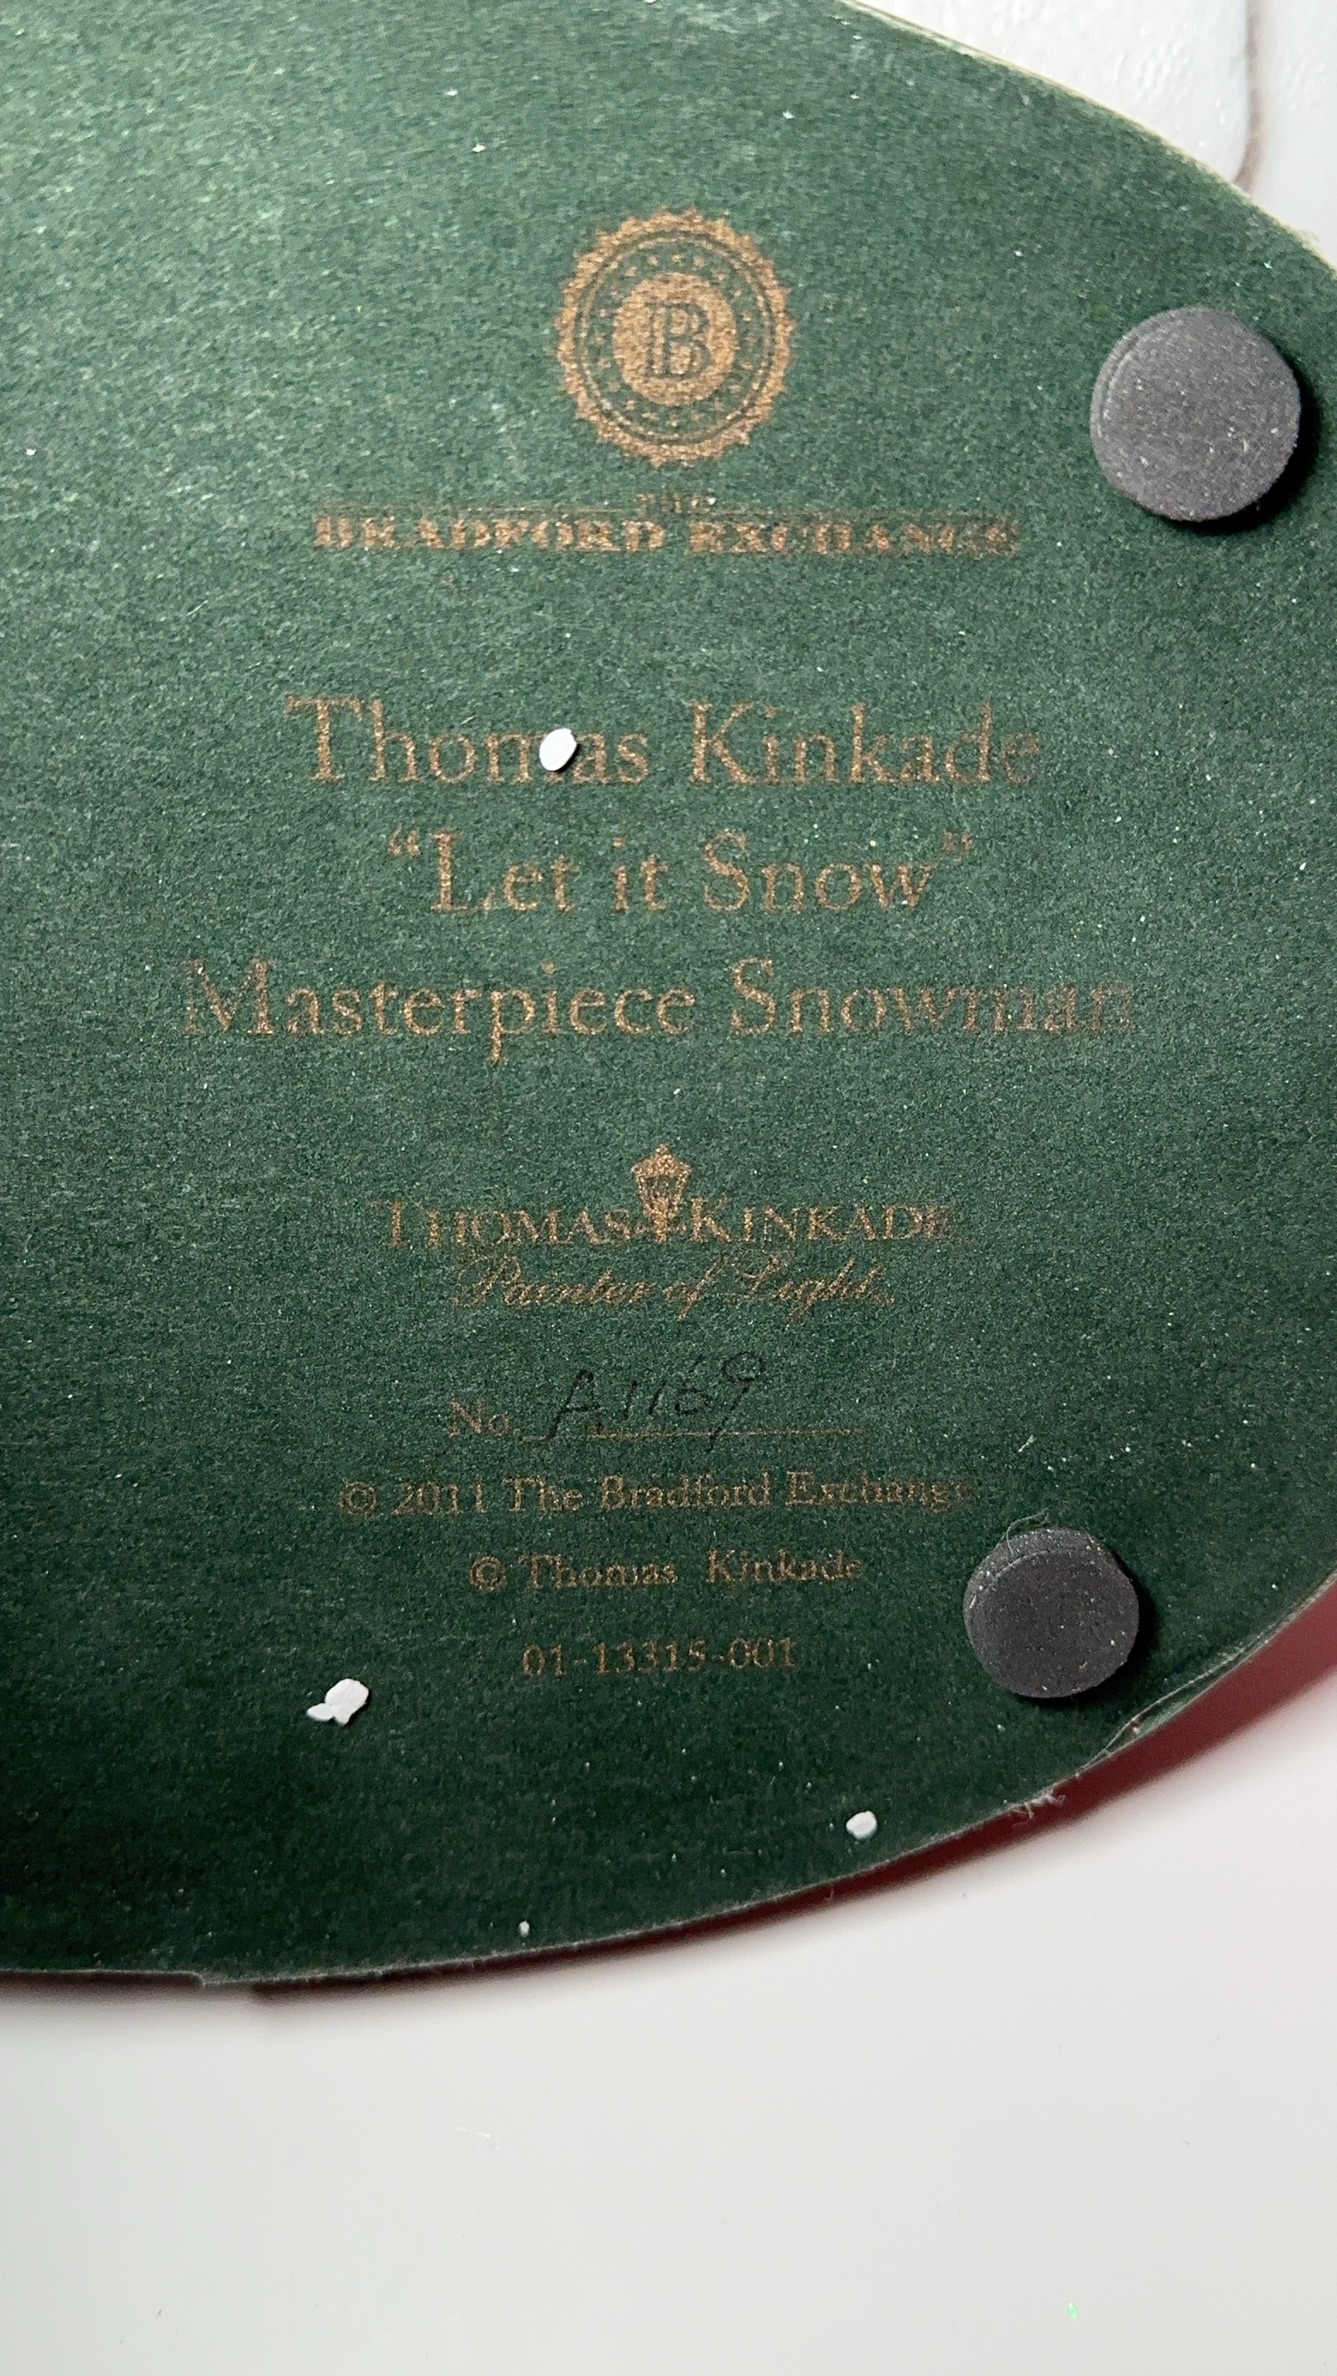 B
THE
BRADFORD EXCHANGE
Thomas Kinkade
“Let it Snow”
Masterpiece Snowman
THOMAS KINKADE
Painter of Light
No. A1169
© 2011 The Bradford Exchange
© Thomas Kinkade
01-13315-001